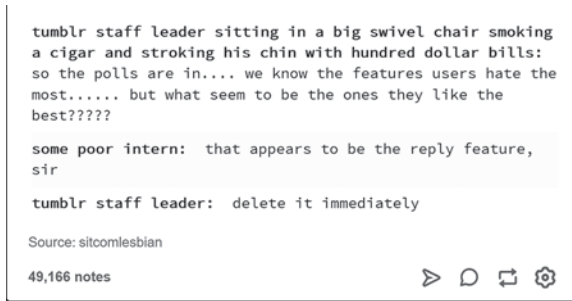 tumblr staff leader sitting in a big swivel chair smoking
a cigar and stroking his chin with hundred dollar bills:
so the polls are in.... we know the features users hate the
most...... but what seem to be the ones they like the
best?????
some poor intern: that appears to be the reply feature,
sir
tumblr staff leader: delete it immediately
Source: sitcomlesbian
49,166 notes